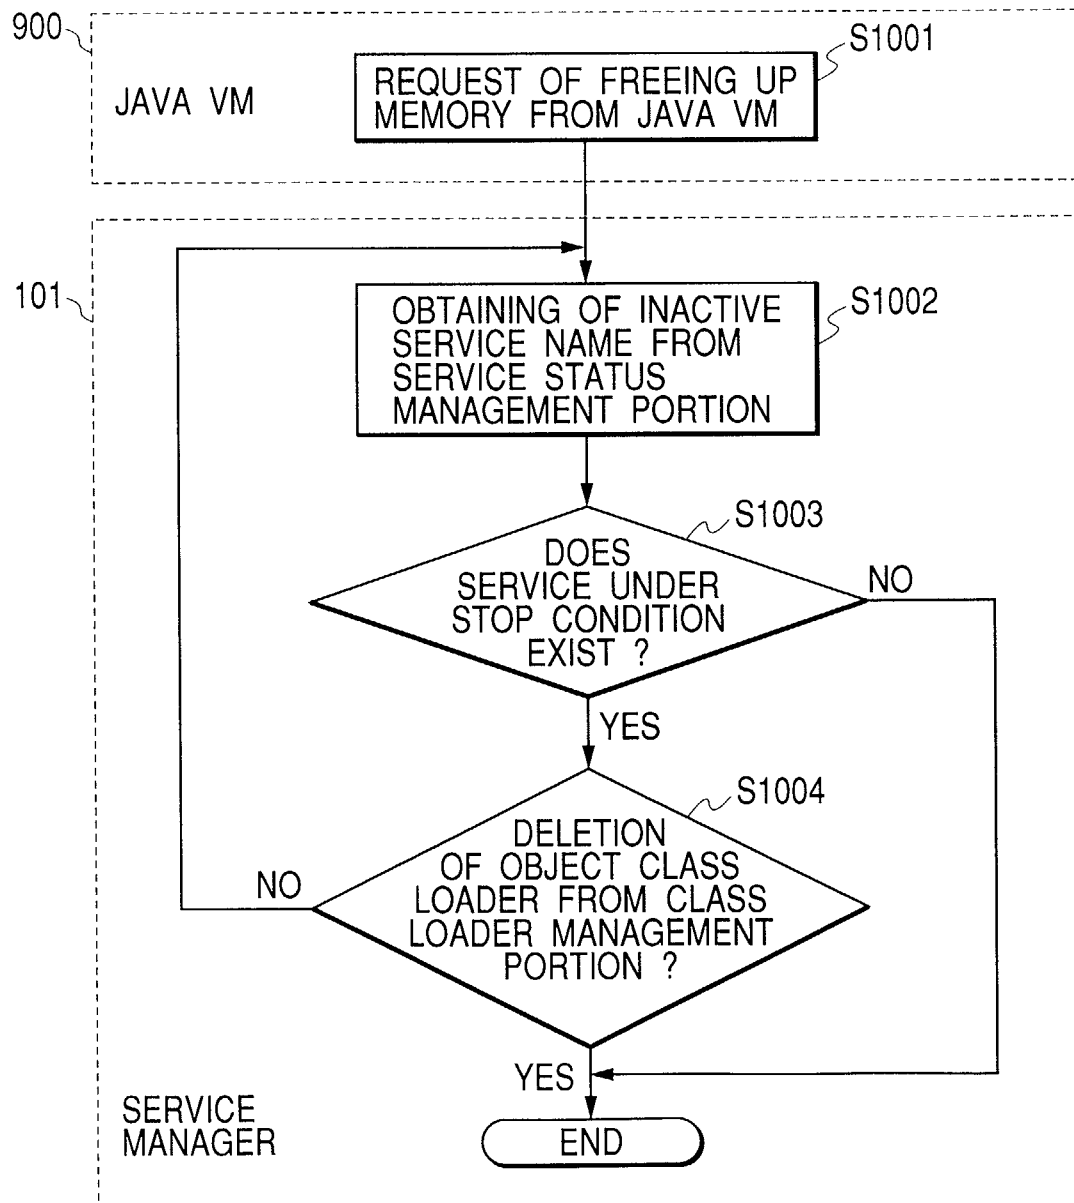 900
S1001
JAVA VM
REQUEST OF FREEING UP
MEMORY FROM JAVA VM
101
S1002
OBTAINING OF INACTIVE
SERVICE NAME FROM
SERVICE STATUS
MANAGEMENT PORTION
S1003
DOES
SERVICE UNDER
STOP CONDITION
EXIST ?
NO
YES
S1004
DELETION
OF OBJECT CLASS
LOADER FROM CLASS
LOADER MANAGEMENT
PORTION ?
NO
YES
SERVICE
MANAGER
END